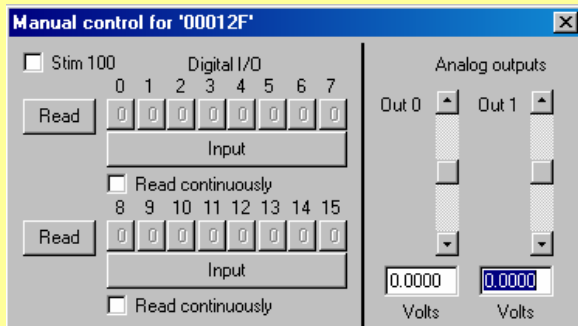 Manual control for '00012F'
Stim 100
Digital I/O
0 1 2 3 4 5 6 7
Read
0 0 0 0 0 0 0 0
Input
Read continuously
8 9 10 11 12 13 14 15
Read
0 0 0 0 0 0 0 0
Input
Read continuously
Analog outputs
Out 0 Out 1
0.0000 0.0000
Volts Volts